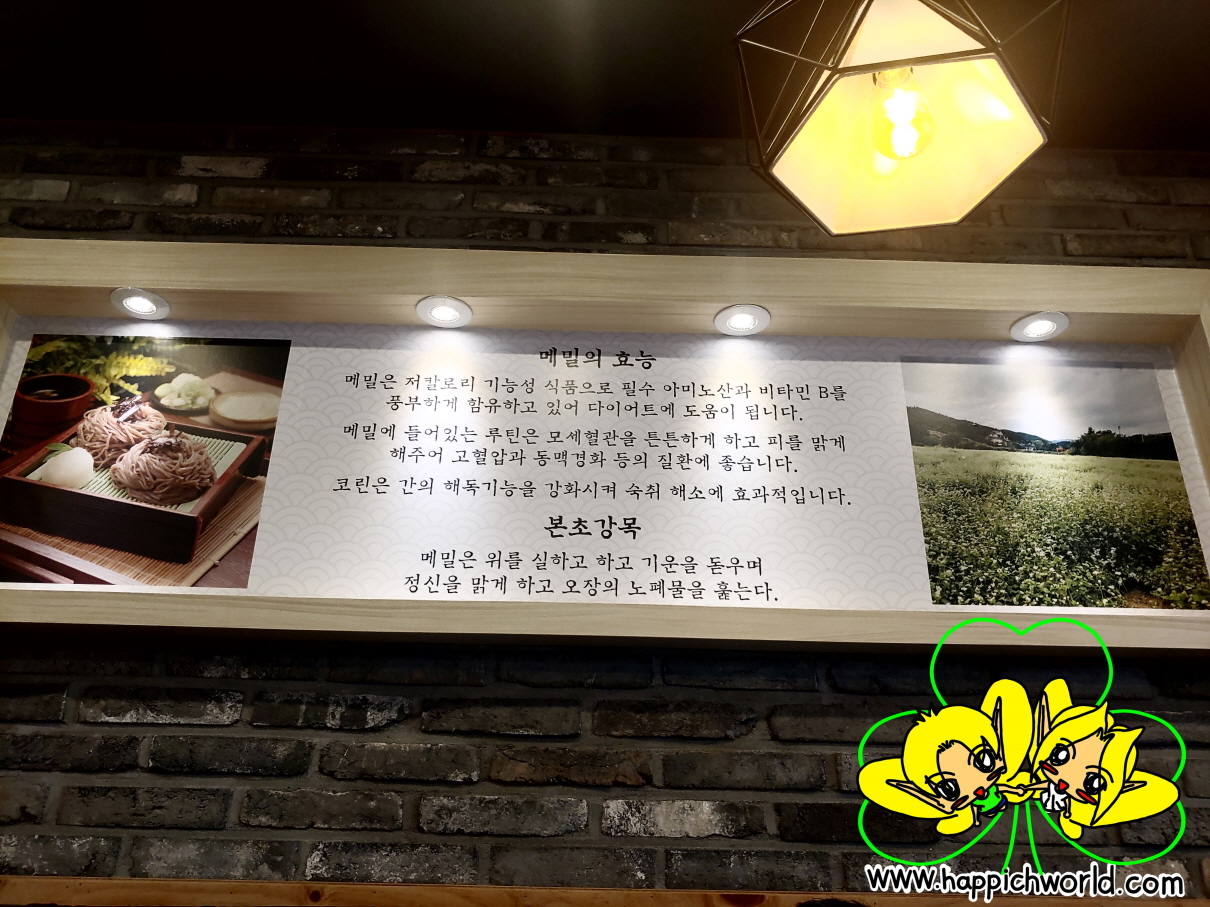 메밀의 효능
메밀은 저칼로리 기능성 식품으로 필수 아미노산과 비타민 B를
풍부하게 함유하고 있어 다이어트에 도움이 됩니다.
메밀에 들어있는 루틴은 모세혈관을 튼튼하게 하고 피를 맑게
해주어 고혈압과 동맥경화 등의 질환에 좋습니다.
코린은 간의 해독기능을 강화시켜 숙취 해소에 효과적입니다.
본초강목
메밀은 위를 실하고 하고 기운을 돋우며
정신을 맑게 하고 오장의 노폐물을 훑는다.
www.happichworld.com